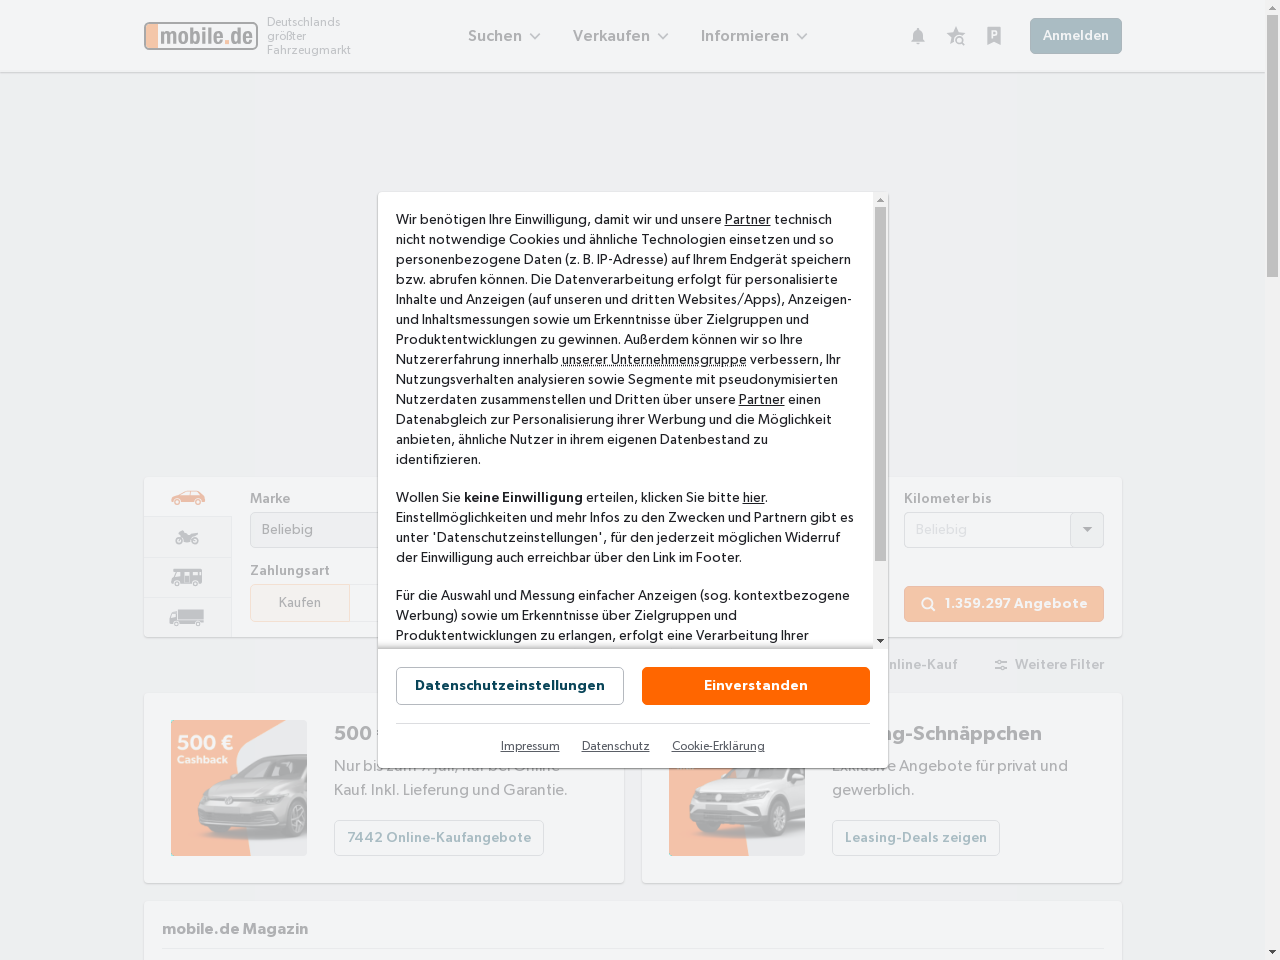 mobile.de
Deutschlands
größter
Fahrzeugmarkt
Suchen
Verkaufen
Informieren
Anmelden
Wir benötigen Ihre Einwilligung, damit wir und unsere Partner technisch
nicht notwendige Cookies und ähnliche Technologien einsetzen und so
personenbezogene Daten (z. B. IP-Adresse) auf Ihrem Endgerät speichern
bzw. abrufen können. Die Datenverarbeitung erfolgt für personalisierte
Inhalte und Anzeigen (auf unseren und dritten Websites/Apps), Anzeigen-
und Inhaltsmessungen sowie um Erkenntnisse über Zielgruppen und
Produktentwicklungen zu gewinnen. Außerdem können wir so Ihre
Nutzererfahrung innerhalb unserer Unternehmensgruppe verbessern, Ihr
Nutzungsverhalten analysieren sowie Segmente mit pseudonymisierten
Nutzerdaten zusammenstellen und Dritten über unsere Partner einen
Datenabgleich zur Personalisierung ihrer Werbung und die Möglichkeit
anbieten, ähnliche Nutzer in ihrem eigenen Datenbestand zu
identifizieren.
Wollen Sie keine Einwilligung erteilen, klicken Sie bitte hier.
Einstellmöglichkeiten und mehr Infos zu den Zwecken und Partnern gibt es
unter 'Datenschutzeinstellungen', für den jederzeit möglichen Widerruf
der Einwilligung auch erreichbar über den Link im Footer.
Für die Auswahl und Messung einfacher Anzeigen (sog. kontextbezogene
Werbung) sowie um Erkenntnisse über Zielgruppen und
Produktentwicklungen zu erlangen, erfolgt eine Verarbeitung Ihrer
Datenschutzeinstellungen
Einverstanden
Impressum
Datenschutz
Cookie-Erklärung
Marke
Beliebig
Zahlungsart
Kaufen
Kilometer bis
Beliebig
1.359.297 Angebote
nline-Kauf
Weitere Filter
500 €
Cashback
500
Nur bis zum 9. Juli, nur bei Online-
Kauf. Inkl. Lieferung und Garantie.
7442 Online-Kaufangebote
ng-Schnäppchen
Exklusive Angebote für privat und
gewerblich.
Leasing-Deals zeigen
mobile.de Magazin